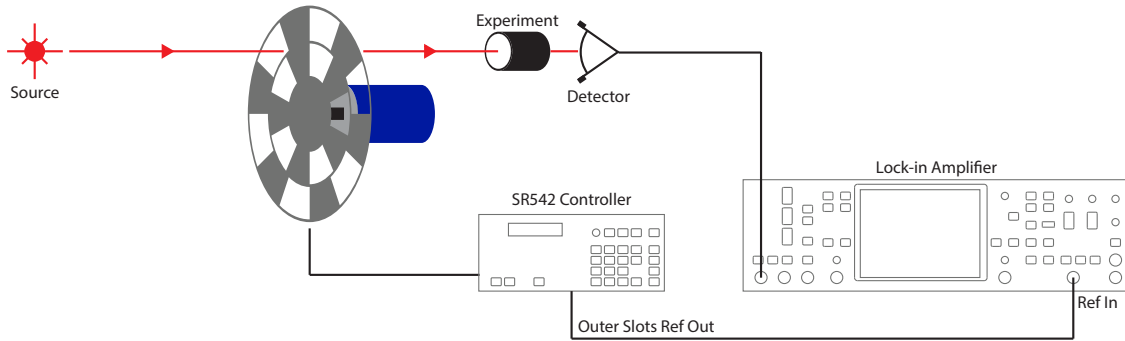 Experiment
Source
Detector
Lock-in Amplifier
SR542 Controller
Ref In
Outer Slots Ref Out